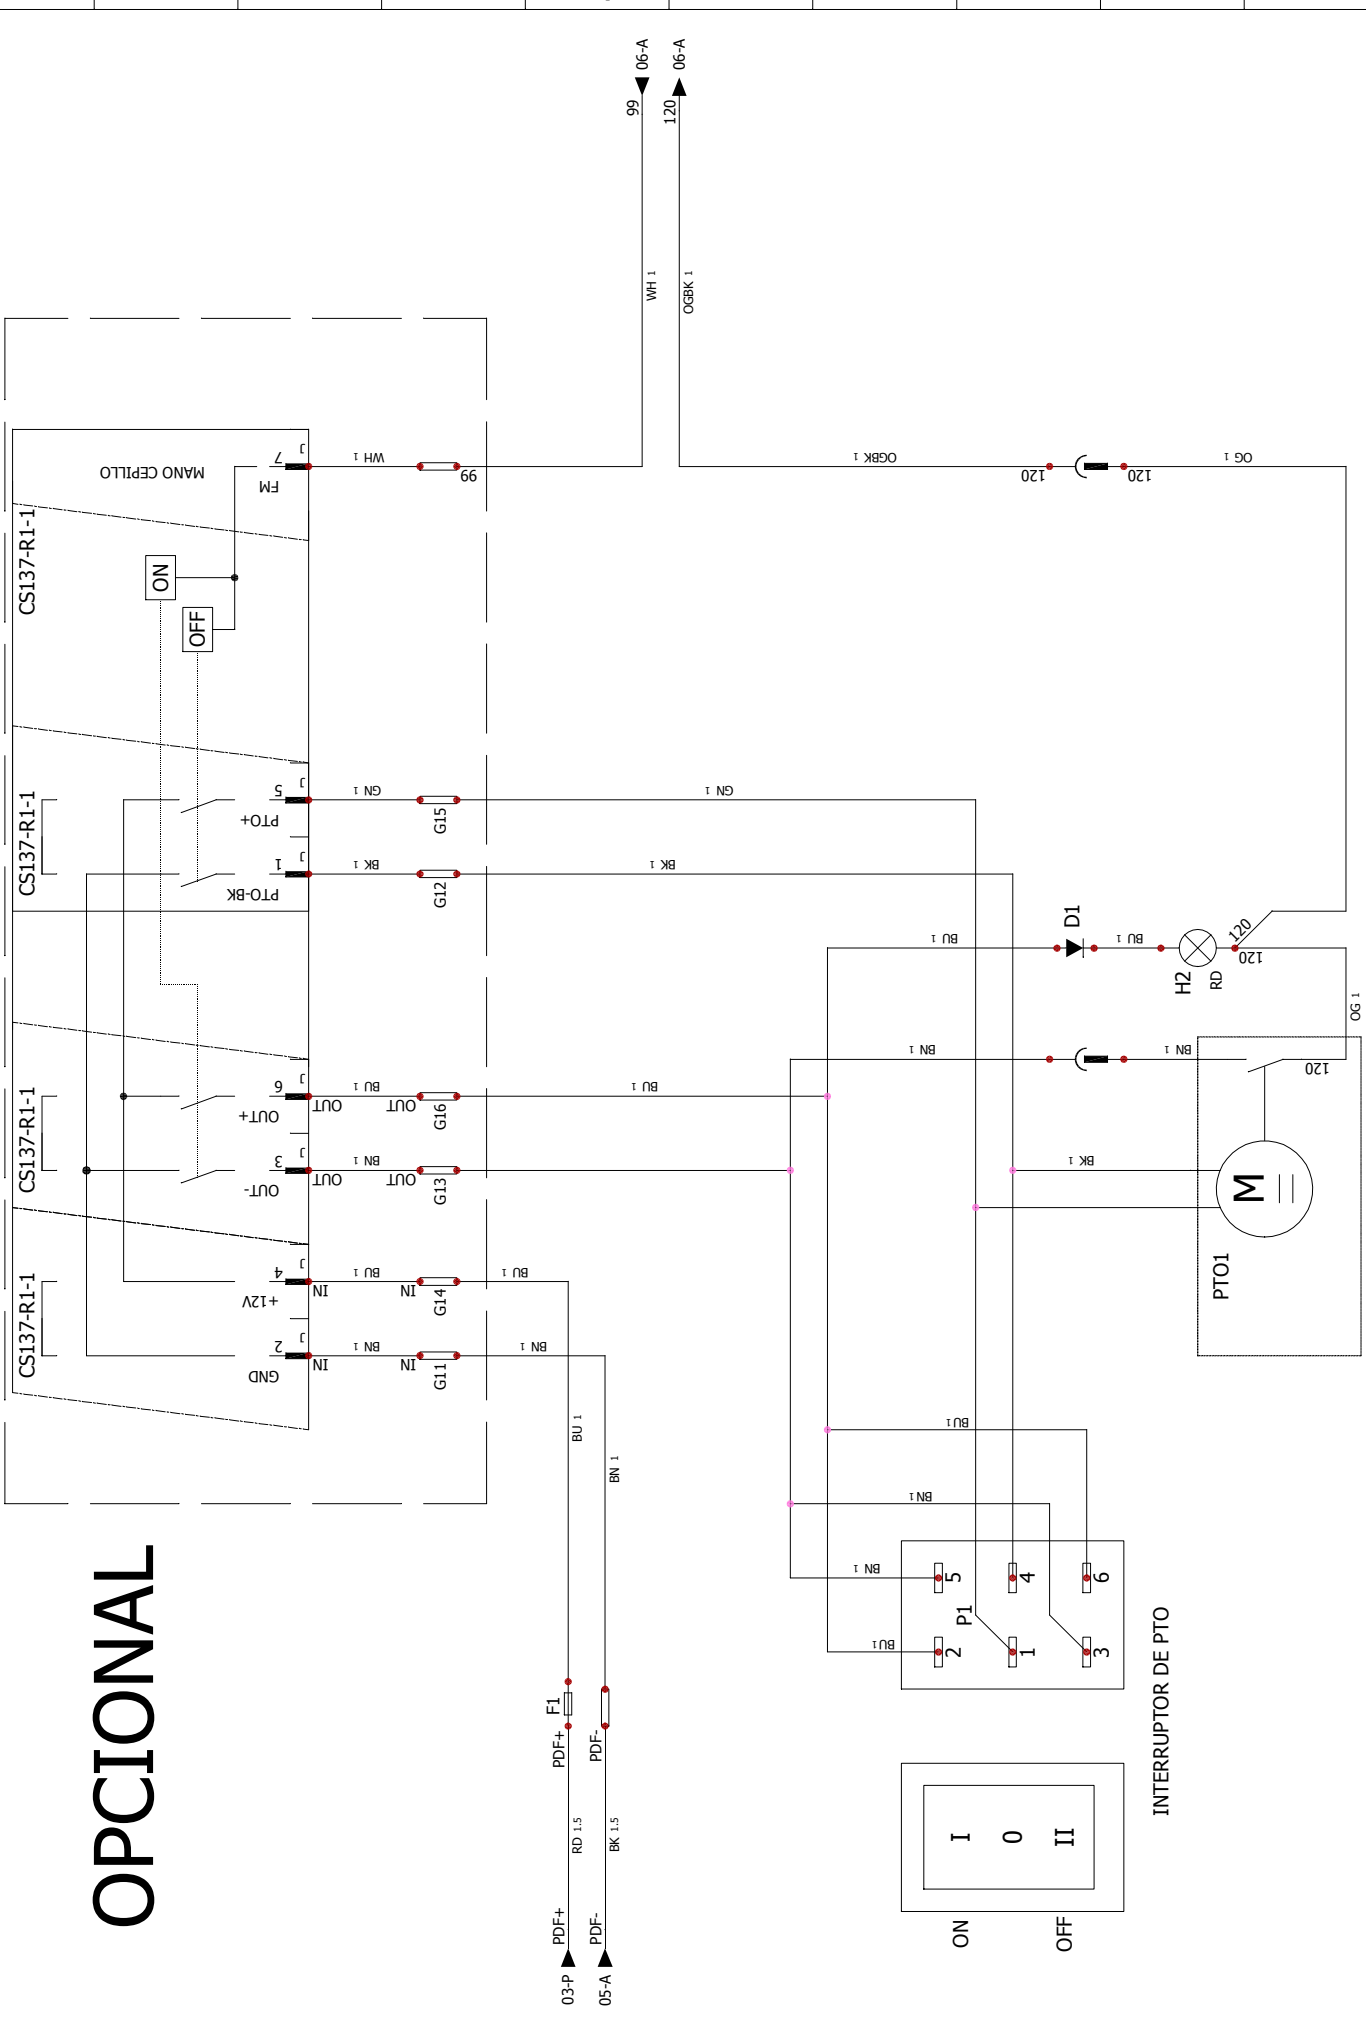 OPCIONAL
CS137-R1-1
CS137-R1-1
CS137-R1-1
CS137-R1-1
MANO CEPILLO
ON
OFF
GND
2
J
+12V
4
J
OUT-
3
J
OUT+
6
J
PTO-BK
1
J
PTO+
5
J
FM
7
J
IN
BN 1
IN
G11
BN 1
IN
BU 1
IN
G14
BU 1
OUT
BN 1
OUT
G13
OUT
BU 1
OUT
G16
BU 1
BK 1
G12
BK 1
GN 1
G15
GN 1
WH 1
99
03-P
PDF+
RD 1.5
PDF+
F1
BU 1
05-A
PDF-
BK 1.5
PDF-
BN 1
WH 1
99
06-A
OGBK 1
120
06-A
OGBK 1
120
120
OG 1
BU 1
D1
BU 1
H2
RD
120
120
BN 1
BN 1
120
OG 1
BK 1
M
PTO1
BU 1
BN 1
BN 1
BU 1
P1
2
5
1
4
3
6
INTERRUPTOR DE PTO
ON
I
0
OFF
II